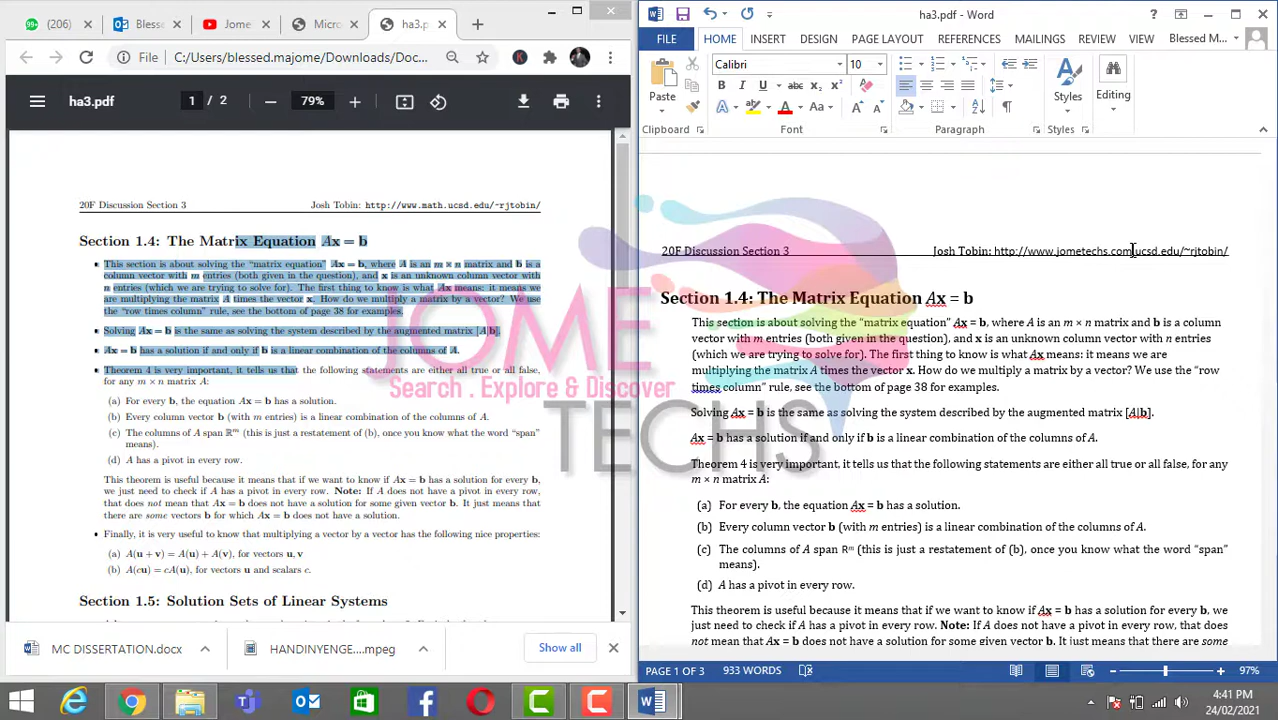 (206)
Blesse
Jome
Micro
ha3.p
File
C:/Users/blessed.majome/Downloads/Doc...
ha3.pdf
1 / 2
79%
20F Discussion Section 3
Josh Tobin: http://www.math.ucsd.edu/~rjtobin/
Section 1.4: The Matrix Equation Ax = b
This section is about solving the "matrix equation" Ax = b, where A is an m × n matrix and b is a
column vector with m entries (both given in the question), and x is an unknown column vector with
n entries (which we are trying to solve for). The first thing to know is what Ax means: it means we
are multiplying the matrix A times the vector x. How do we multiply a matrix by a vector? We use
the "row times column" rule, see the bottom of page 38 for examples.
Solving Ax = b is the same as solving the system described by the augmented matrix [A|b].
Ax = b has a solution if and only if b is a linear combination of the columns of A.
Theorem 4 is very important, it tells us that the following statements are either all true or all false,
for any m × n matrix A:
(a) For every b, the equation Ax = b has a solution.
(b) Every column vector b (with m entries) is a linear combination of the columns of A.
(c) The columns of A span ℝᵐ (this is just a restatement of (b), once you know what the word "span"
means).
(d) A has a pivot in every row.
This theorem is useful because it means that if we want to know if Ax = b has a solution for every b,
we just need to check if A has a pivot in every row. Note: If A does not have a pivot in every row,
that does not mean that Ax = b does not have a solution for some given vector b. It just means that
there are some vectors b for which Ax = b does not have a solution.
Finally, it is very useful to know that multiplying a vector by a vector has the following nice properties:
(a) A(u + v) = A(u) + A(v), for vectors u, v
(b) A(cu) = cA(u), for vectors u and scalars c.
Section 1.5: Solution Sets of Linear Systems
MC DISSERTATION.docx
HANDINYENGE....mpeg
Show all
ha3.pdf - Word
FILE
HOME
INSERT
DESIGN
PAGE LAYOUT
REFERENCES
MAILINGS
REVIEW
VIEW
Blessed M...
Calibri
10
Paste
Styles
Editing
Clipboard
Font
Paragraph
Styles
20F Discussion Section 3
Josh Tobin: http://www.jometechs.comucsd.edu/~rjtobin/
Section 1.4: The Matrix Equation Ax = b
This section is about solving the "matrix equation" Ax = b, where A is an m × n matrix and b is a column
vector with m entries (both given in the question), and x is an unknown column vector with n entries
(which we are trying to solve for). The first thing to know is what Ax means: it means we are
multiplying the matrix A times the vector x. How do we multiply a matrix by a vector? We use the "row
times column" rule, see the bottom of page 38 for examples.
Solving Ax = b is the same as solving the system described by the augmented matrix [A|b].
Ax = b has a solution if and only if b is a linear combination of the columns of A.
Theorem 4 is very important, it tells us that the following statements are either all true or all false, for any
m × n matrix A:
(a) For every b, the equation Ax = b has a solution.
(b) Every column vector b (with m entries) is a linear combination of the columns of A.
(c) The columns of A span Rᵐ (this is just a restatement of (b), once you know what the word "span"
means).
(d) A has a pivot in every row.
This theorem is useful because it means that if we want to know if Ax = b has a solution for every b, we
just need to check if A has a pivot in every row. Note: If A does not have a pivot in every row, that does
not mean that Ax = b does not have a solution for some given vector b. It just means that there are some
PAGE 1 OF 3
933 WORDS
97%
JOME
Search . Explore & Discover
TECHS
4:41 PM
24/02/2021